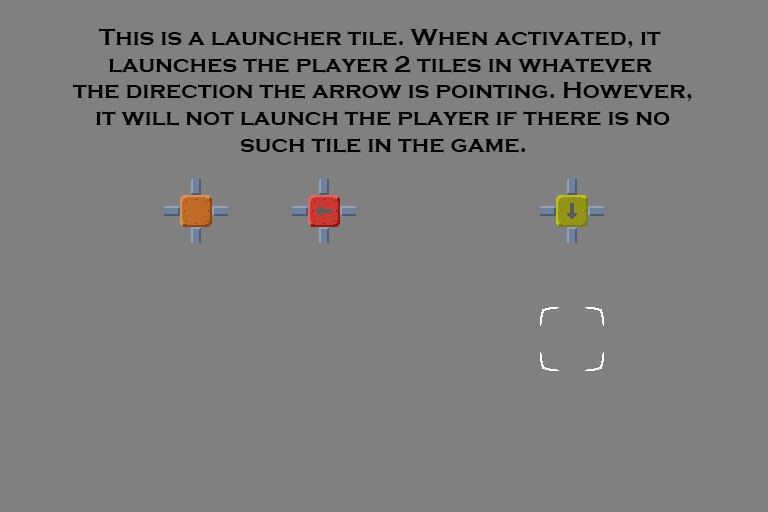 This is a launcher tile. When activated, it
launches the player 2 tiles in whatever
the direction the arrow is pointing. However,
it will not launch the player if there is no
such tile in the game.